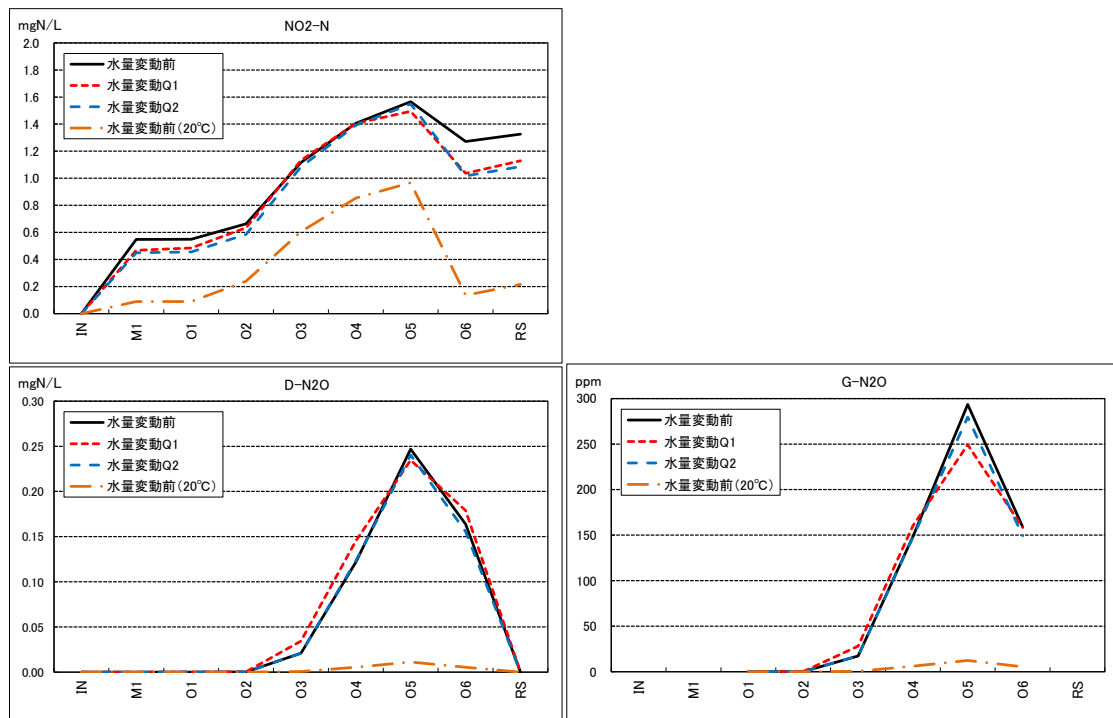 mgN/L
NO2-N
2.0
1.8
1.6
1.4
1.2
1.0
0.8
0.6
0.4
0.2
0.0
水量変動前
水量変動Q1
水量変動Q2
水量変動前(20℃)
IN
M1
O1
O2
O3
O4
O5
O6
RS
mgN/L
D-N2O
0.30
0.25
0.20
0.15
0.10
0.05
0.00
水量変動前
水量変動Q1
水量変動Q2
水量変動前(20℃)
IN
M1
O1
O2
O3
O4
O5
O6
RS
ppm
G-N2O
300
250
200
150
100
50
0
水量変動前
水量変動Q1
水量変動Q2
水量変動前(20℃)
IN
M1
O1
O2
O3
O4
O5
O6
RS